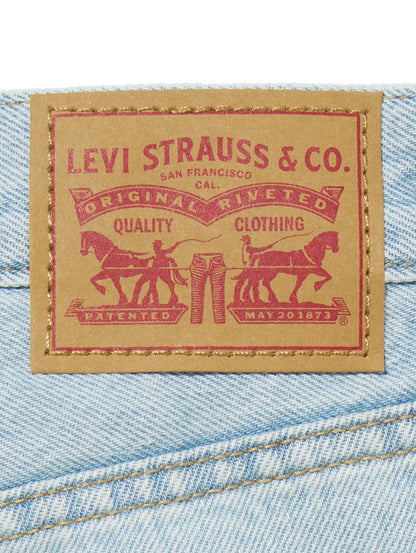 LEVI STRAUSS & CO.
SAN FRANCISCO
CAL.
ORIGINAL RIVETED
QUALITY CLOTHING
PATENTED MAY 20 1873
®